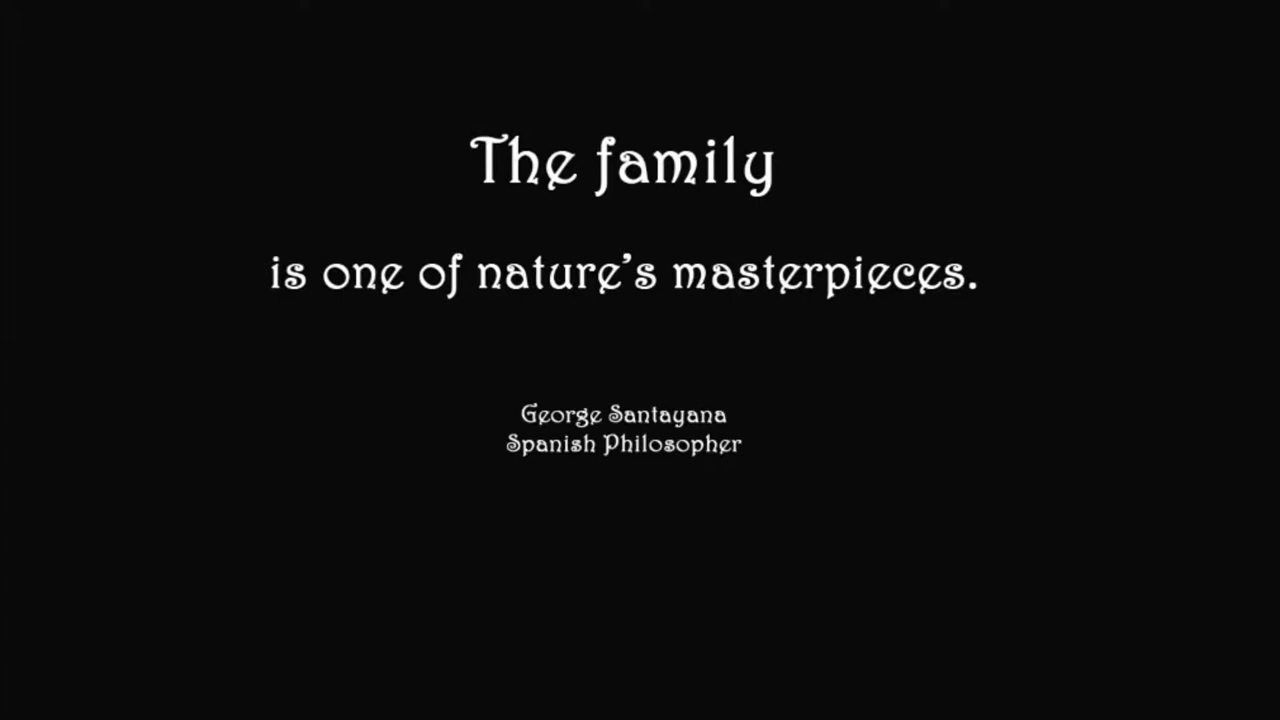 The family
is one of nature's masterpieces.
George Santayana
Spanish Philosopher